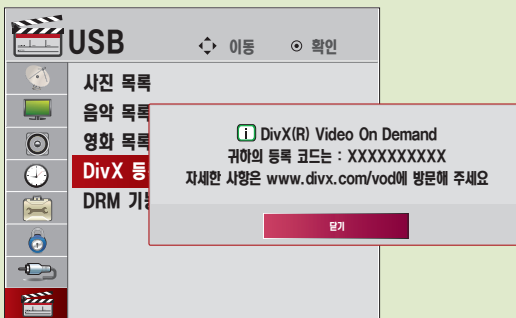 USB
이동
확인
사진 목록
음악 목록
영화 목록
DivX 등
DRM 기
DivX(R) Video On Demand
귀하의 등록 코드는 : XXXXXXXXXX
자세한 사항은 www.divx.com/vod에 방문해 주세요
닫기